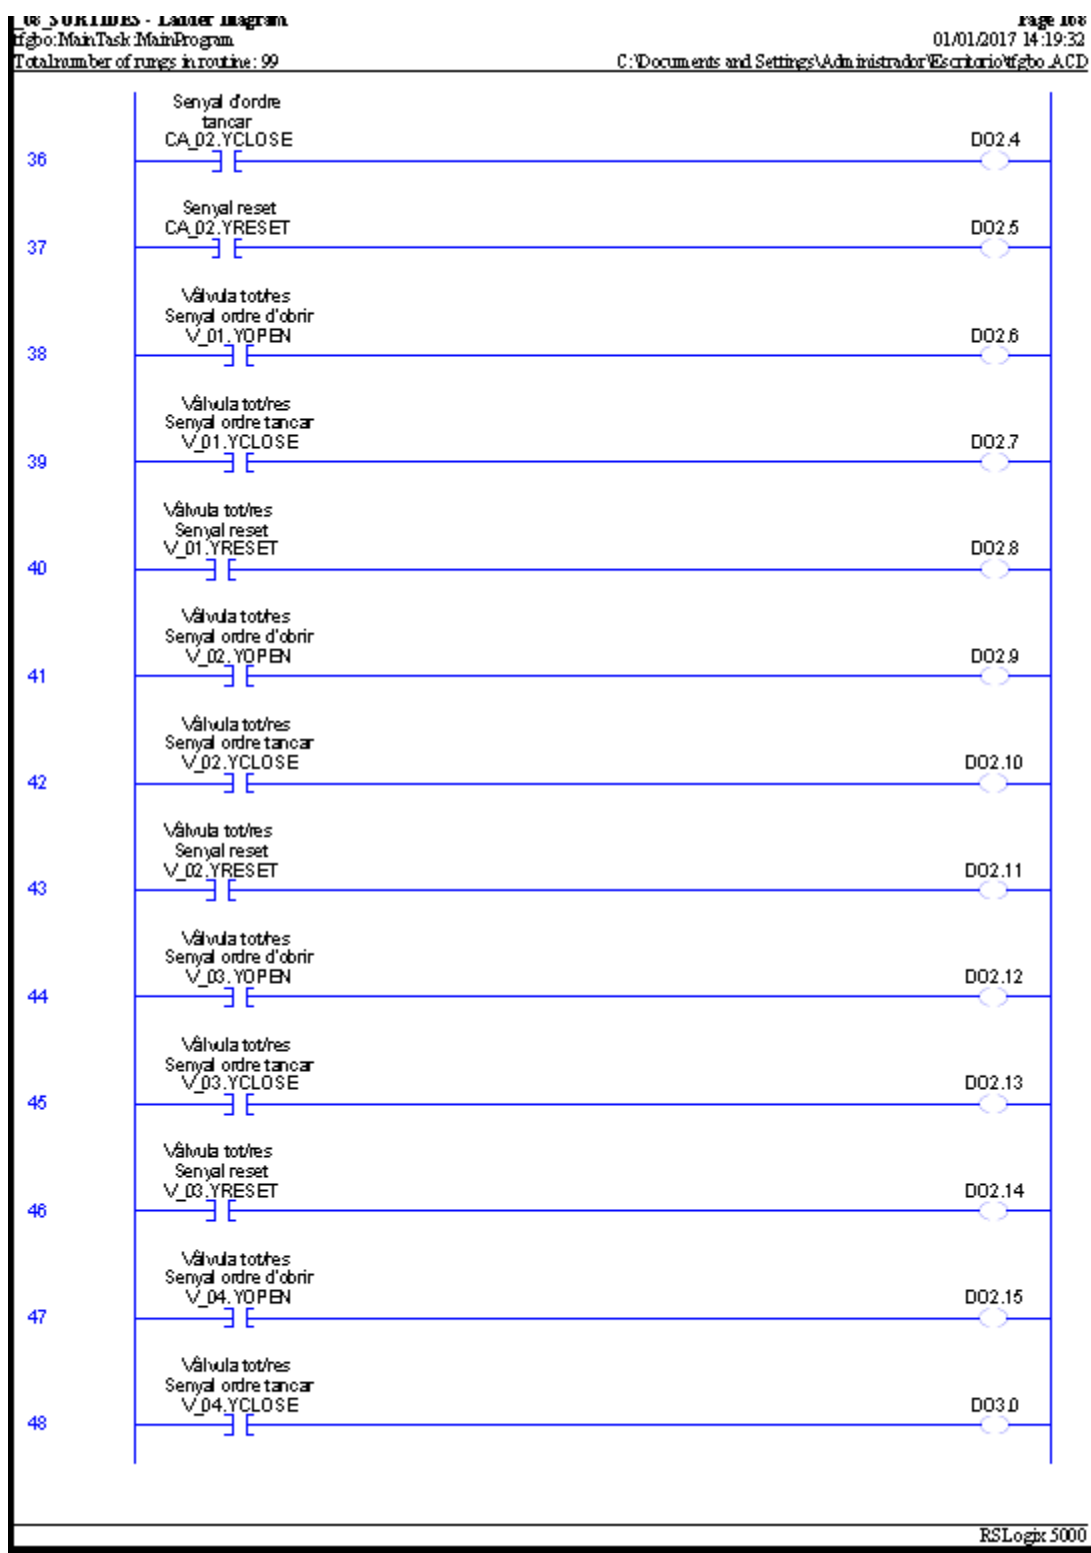 _08_SORTIDES - Ladder Diagram
Page 168
tfgbo:MainTask:MainProgram
01/01/2017 14:19:32
Total number of rungs in routine: 99
C:\Documents and Settings\Administrador\Escritorio\tfgbo.ACD
Senyal d'ordre
tancar
CA_02.YCLOSE
DO2.4
36
Senyal reset
CA_02.YRESET
DO2.5
37
Vàlvula tot/res
Senyal ordre d'obrir
V_01.YOPEN
DO2.6
38
Vàlvula tot/res
Senyal ordre tancar
V_01.YCLOSE
DO2.7
39
Vàlvula tot/res
Senyal reset
V_01.YRESET
DO2.8
40
Vàlvula tot/res
Senyal ordre d'obrir
V_02.YOPEN
DO2.9
41
Vàlvula tot/res
Senyal ordre tancar
V_02.YCLOSE
DO2.10
42
Vàlvula tot/res
Senyal reset
V_02.YRESET
DO2.11
43
Vàlvula tot/res
Senyal ordre d'obrir
V_03.YOPEN
DO2.12
44
Vàlvula tot/res
Senyal ordre tancar
V_03.YCLOSE
DO2.13
45
Vàlvula tot/res
Senyal reset
V_03.YRESET
DO2.14
46
Vàlvula tot/res
Senyal ordre d'obrir
V_04.YOPEN
DO2.15
47
Vàlvula tot/res
Senyal ordre tancar
V_04.YCLOSE
DO3.0
48
RSLogix 5000